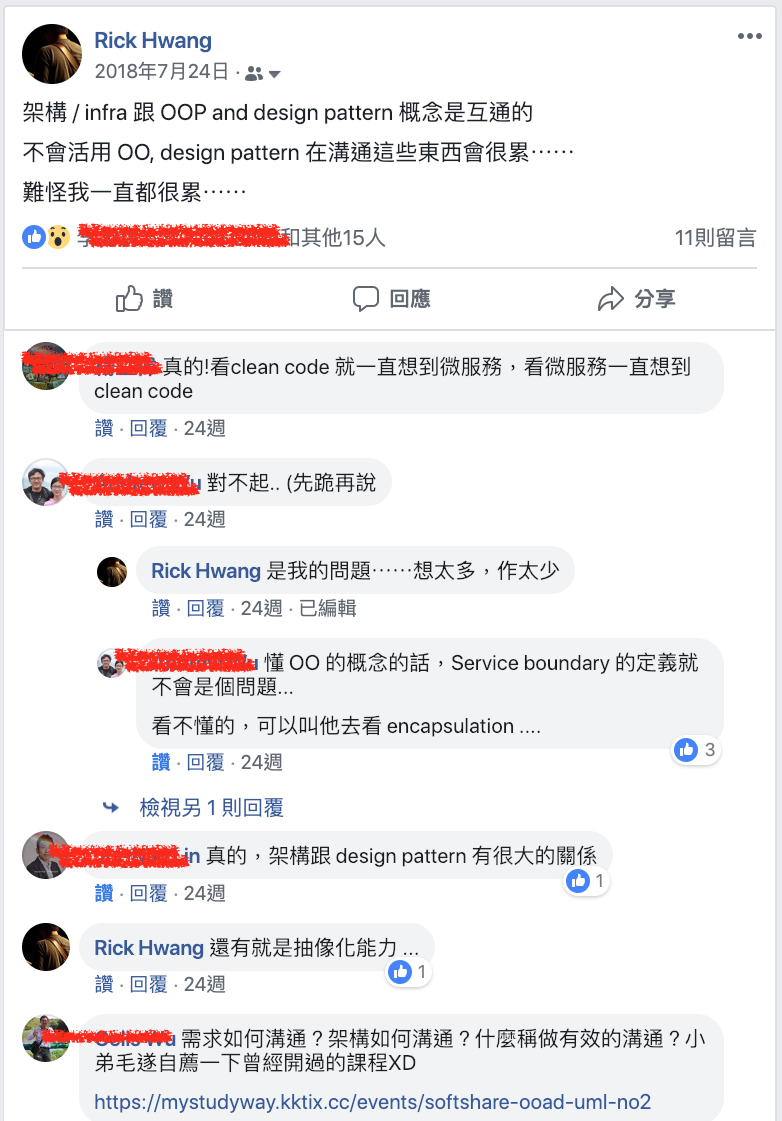 Rick Hwang
2018年7月24日 ·
架構 / infra 跟 OOP and design pattern 概念是互通的
不會活用 OO, design pattern 在溝通這些東西會很累⋯⋯
難怪我一直都很累⋯⋯
和其他15人
11則留言
讚
回應
分享
真的!看clean code 就一直想到微服務，看微服務一直想到
clean code
讚 · 回覆 · 24週
對不起.. (先跪再說
讚 · 回覆 · 24週
Rick Hwang 是我的問題⋯⋯想太多，作太少
讚 · 回覆 · 24週 · 已編輯
懂 OO 的概念的話，Service boundary 的定義就
不會是個問題...
看不懂的，可以叫他去看 encapsulation ....
3
讚 · 回覆 · 24週
檢視另 1 則回覆
in 真的，架構跟 design pattern 有很大的關係
1
讚 · 回覆 · 24週
Rick Hwang 還有就是抽像化能力 ...
1
讚 · 回覆 · 24週
需求如何溝通？架構如何溝通？什麼稱做有效的溝通？小
弟毛遂自薦一下曾經開過的課程XD
https://mystudyway.kktix.cc/events/softshare-ooad-uml-no2